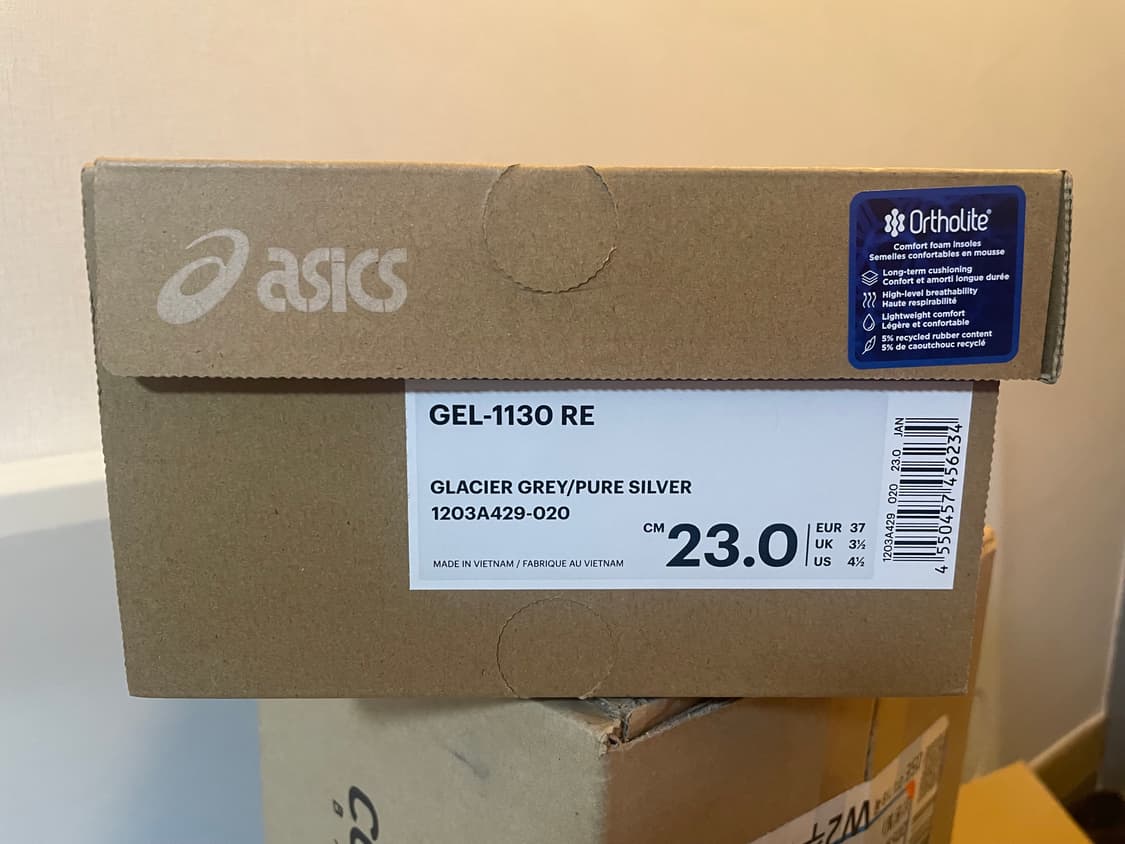 asics
OrthoLite®
Comfort foam insoles
Semelles confortables en mousse
Long-term cushioning
Confort et amorti longue durée
High-level breathability
Haute respirabilité
Lightweight comfort
Légère et confortable
5% recycled rubber content
5% de caoutchouc recyclé
GEL-1130 RE
GLACIER GREY/PURE SILVER
1203A429-020
MADE IN VIETNAM / FABRIQUE AU VIETNAM
CM 23.0
EUR 37
UK 3½
US 4½
1203A429 020 23.0 JAN
4 550457 456234